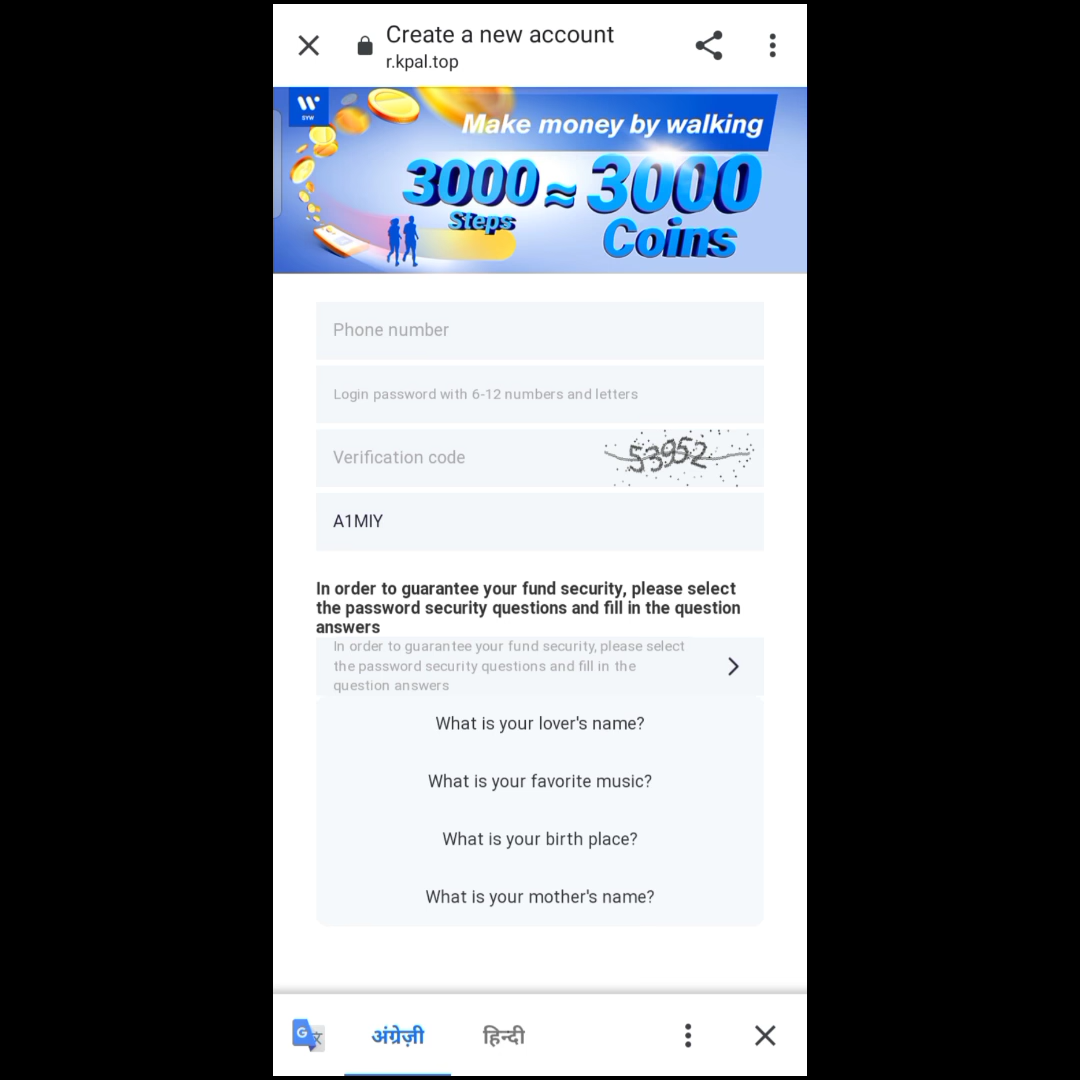 Create a new account
r.kpal.top
SYW
Make money by walking
3000 ≈ 3000
Steps
Coins
Phone number
Login password with 6-12 numbers and letters
Verification code
53952
A1MIY
In order to guarantee your fund security, please select
the password security questions and fill in the question
answers
In order to guarantee your fund security, please select
the password security questions and fill in the
question answers
What is your lover's name?
What is your favorite music?
What is your birth place?
What is your mother's name?
अंग्रेज़ी
हिन्दी